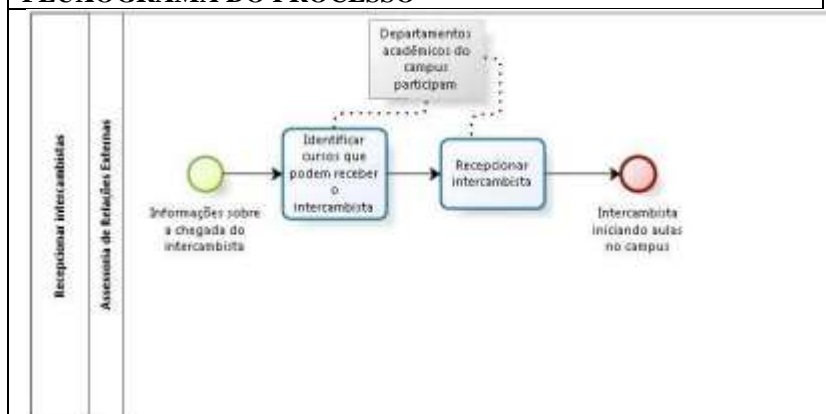 FLUXOGRAMA DO PROCESSO
Departamentos
acadêmicos do
campus
participam
Identificar
cursos que
podem receber
o
intercambista
Recepcionar
intercambista
Informações sobre
a chegada do
intercambista
Intercambista
iniciando aulas
no campus
Recepcionar intercambistas
Assessoria de Relações Externas